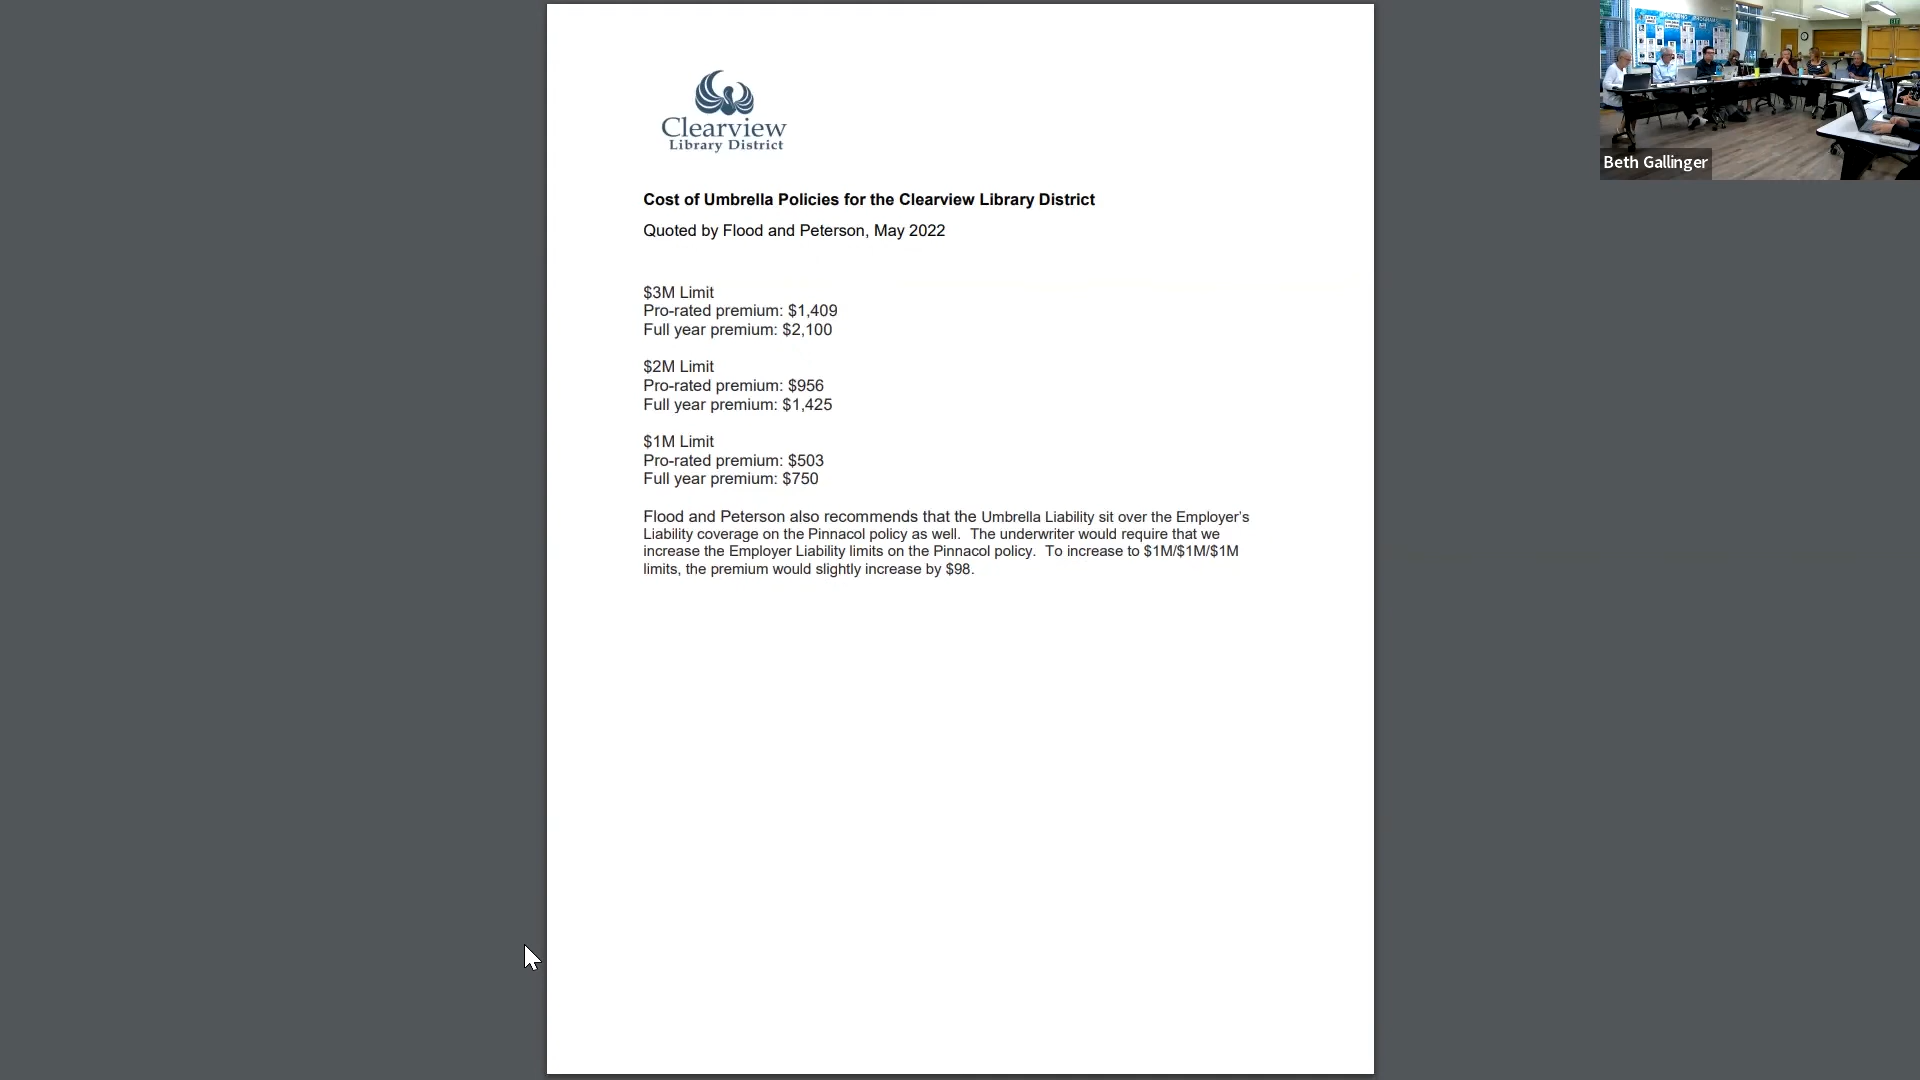 Clearview
Library District
Cost of Umbrella Policies for the Clearview Library District
Quoted by Flood and Peterson, May 2022
$3M Limit
Pro-rated premium: $1,409
Full year premium: $2,100
$2M Limit
Pro-rated premium: $956
Full year premium: $1,425
$1M Limit
Pro-rated premium: $503
Full year premium: $750
Flood and Peterson also recommends that the Umbrella Liability sit over the Employer’s
Liability coverage on the Pinnacol policy as well.  The underwriter would require that we
increase the Employer Liability limits on the Pinnacol policy.  To increase to $1M/$1M/$1M
limits, the premium would slightly increase by $98.
Beth Gallinger